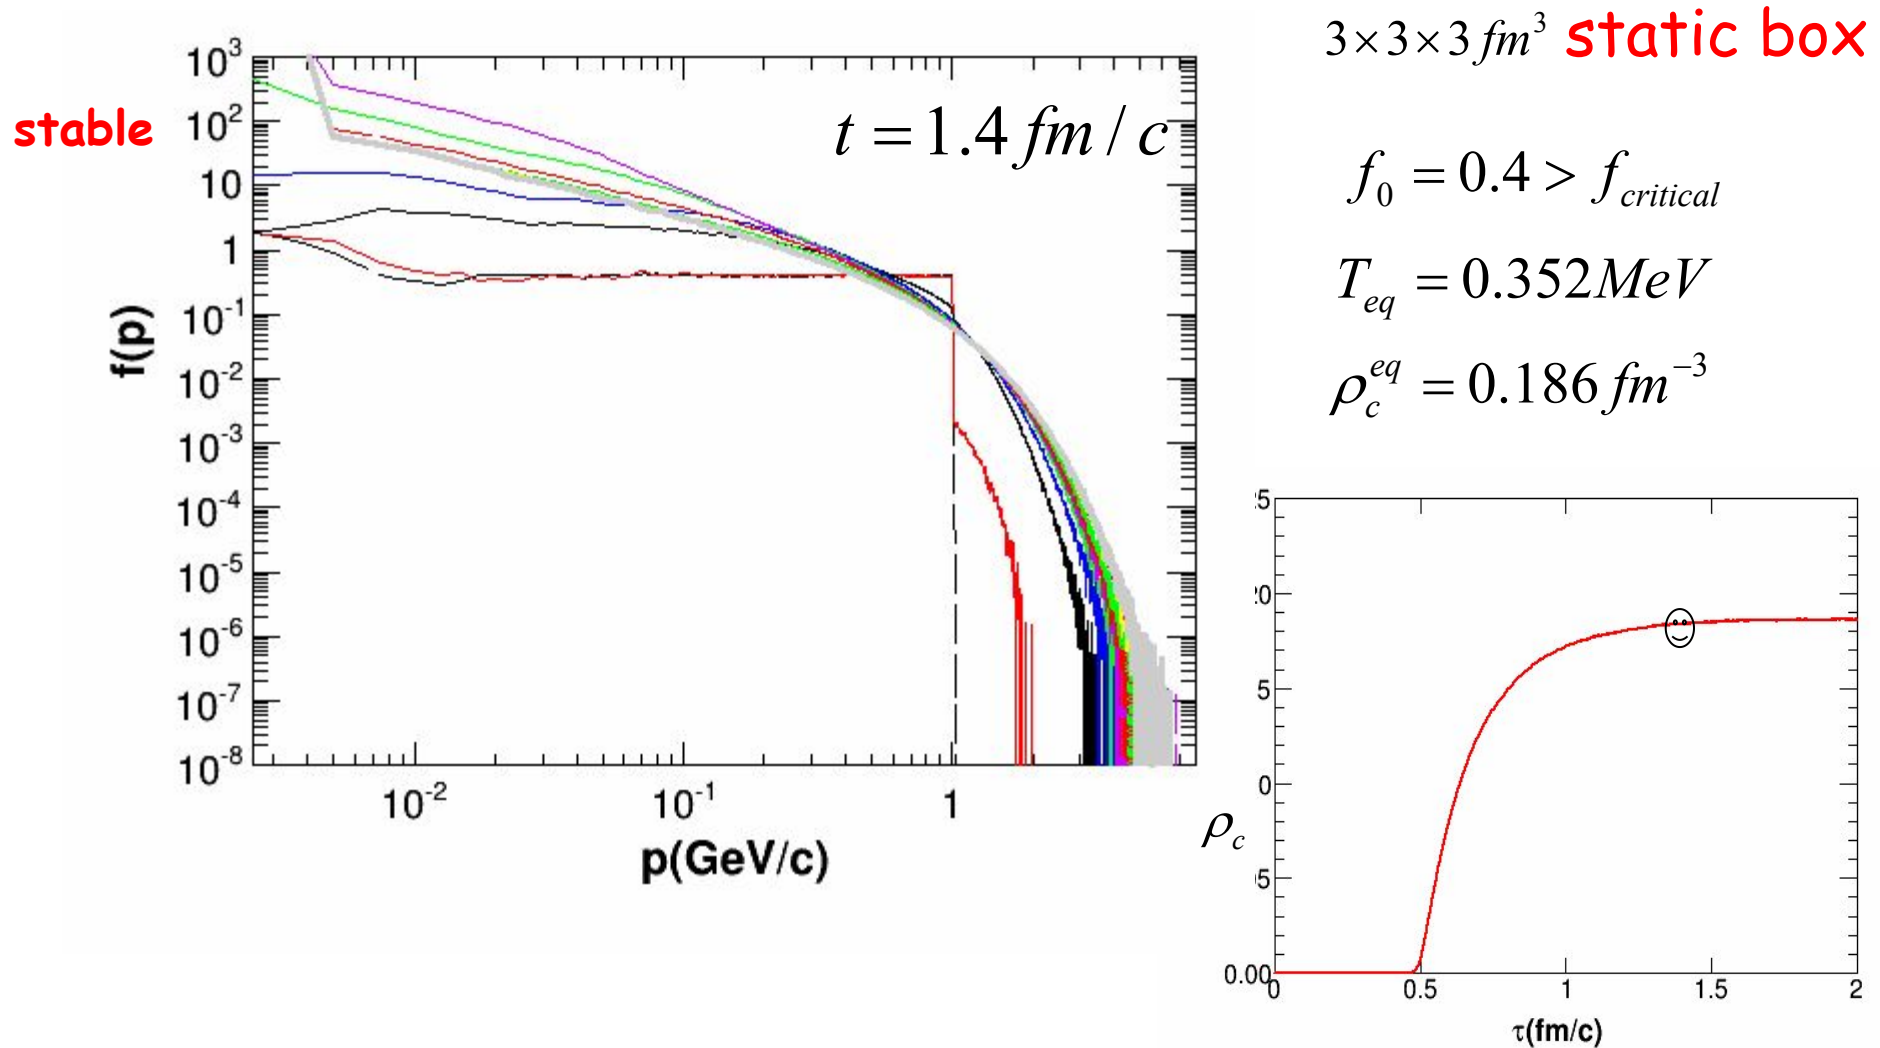 3×3×3 fm³ static box
stable
t = 1.4 fm / c
f₀ = 0.4 > f_critical
T_eq = 0.352MeV
ρ_c^eq = 0.186 fm⁻³
10³
10²
10
1
10⁻¹
10⁻²
10⁻³
10⁻⁴
10⁻⁵
10⁻⁶
10⁻⁷
10⁻⁸
f(p)
10⁻² 10⁻¹ 1
p(GeV/c)
5
0
5
0
5
0.00
ρ_c
0 0.5 1 1.5 2
τ(fm/c)